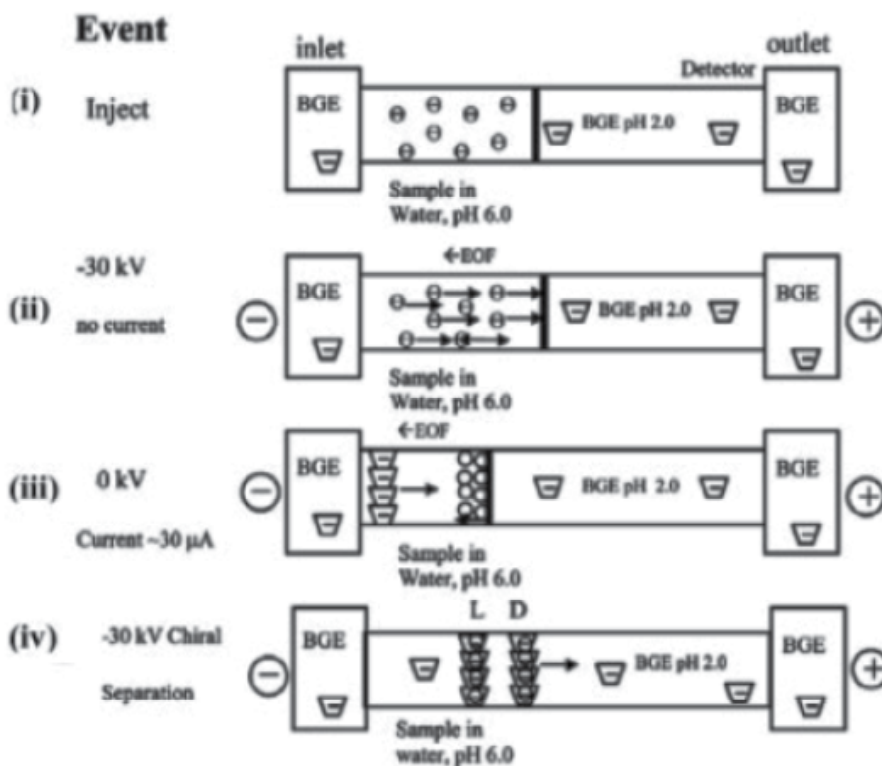 Event
inlet
outlet
Detector
(i)
Inject
BGE
BGE pH 2.0
BGE
Sample in
Water, pH 6.0
←EOF
-30 kV
(ii)
no current
BGE
BGE pH 2.0
BGE
Sample in
Water, pH 6.0
←EOF
(iii)
0 kV
Current ~30 µA
BGE
BGE pH 2.0
BGE
Sample in
Water, pH 6.0
L D
(iv)
-30 kV Chiral
Separation
BGE
BGE pH 2.0
BGE
Sample in
water, pH 6.0